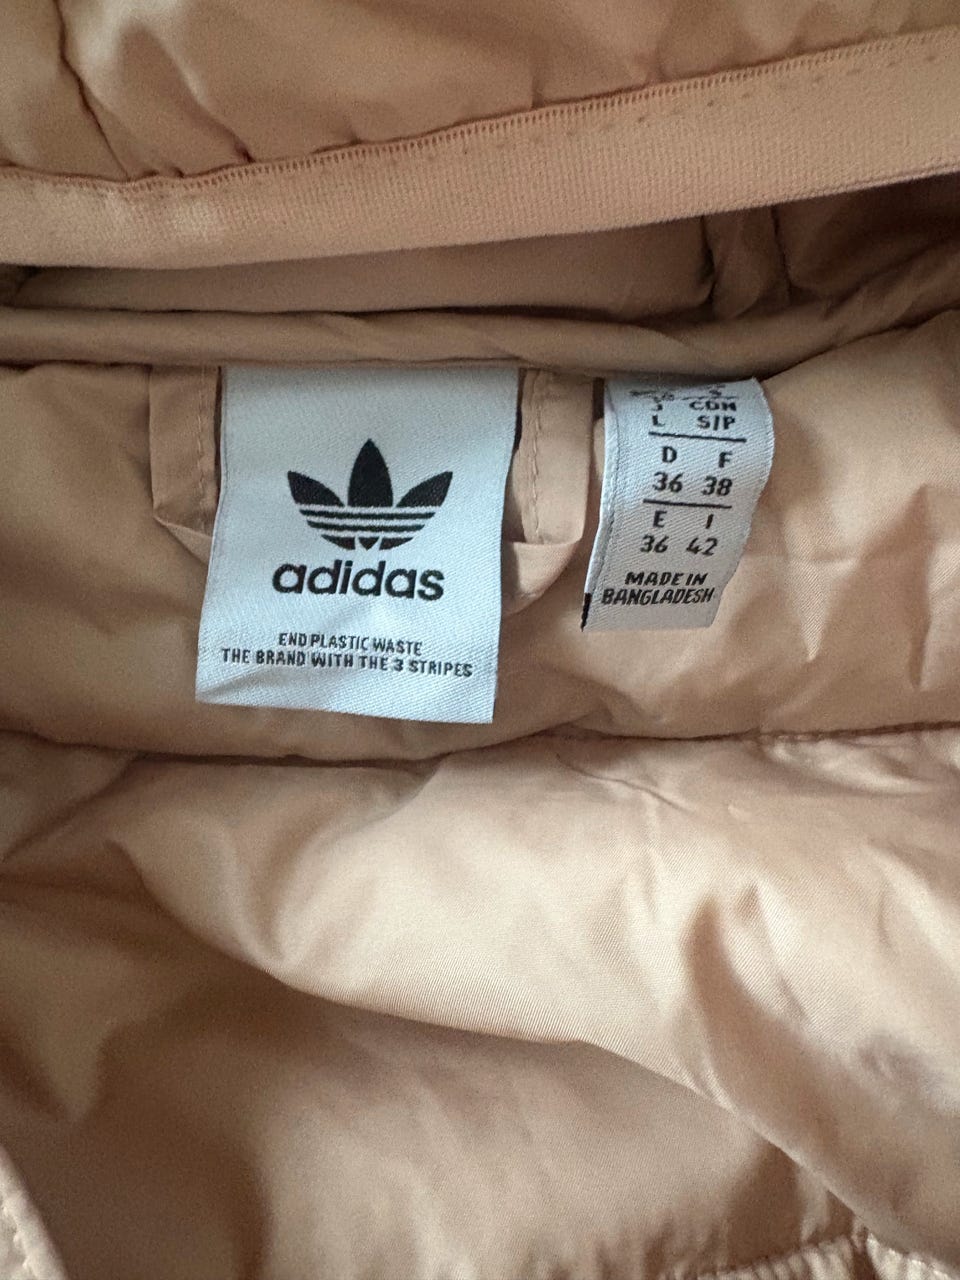 adidas
END PLASTIC WASTE
THE BRAND WITH THE 3 STRIPES
J CDN
L S/P
D F
36 38
E I
36 42
MADE IN
BANGLADESH